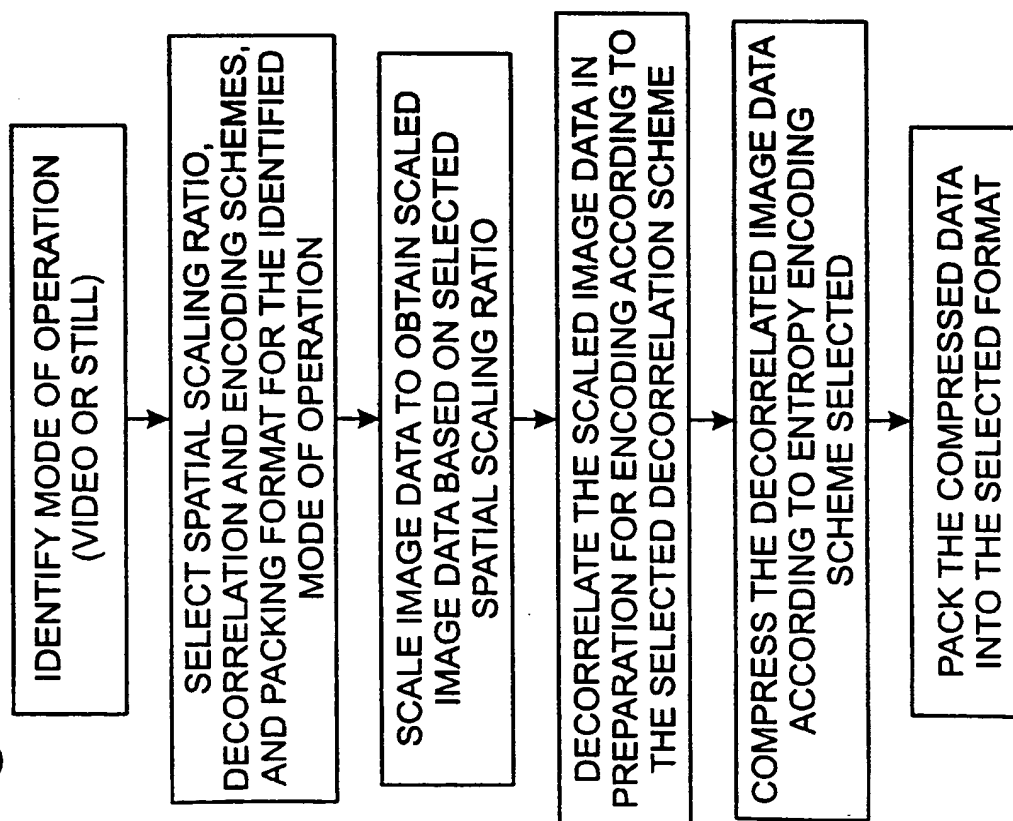 IDENTIFY MODE OF OPERATION
(VIDEO OR STILL)
SELECT SPATIAL SCALING RATIO,
DECORRELATION AND ENCODING SCHEMES,
AND PACKING FORMAT FOR THE IDENTIFIED
MODE OF OPERATION
SCALE IMAGE DATA TO OBTAIN SCALED
IMAGE DATA BASED ON SELECTED
SPATIAL SCALING RATIO
DECORRELATE THE SCALED IMAGE DATA IN
PREPARATION FOR ENCODING ACCORDING TO
THE SELECTED DECORRELATION SCHEME
COMPRESS THE DECORRELATED IMAGE DATA
ACCORDING TO ENTROPY ENCODING
SCHEME SELECTED
PACK THE COMPRESSED DATA
INTO THE SELECTED FORMAT